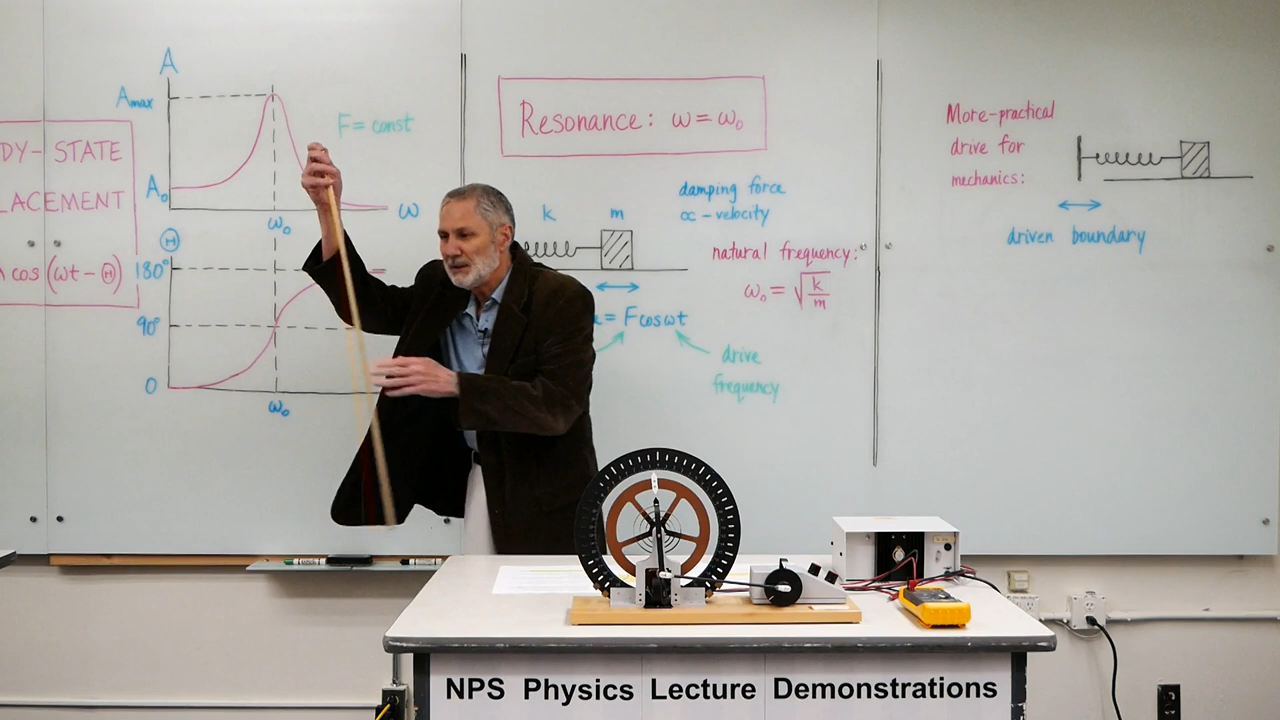 DY-STATE
LACEMENT
cos (ωt - Θ)
A
Amax
A₀
F = const
ω₀
ω
Θ
180°
90°
0
ω₀
Resonance: ω = ω₀
k
m
damping force
∝ -velocity
natural frequency:
ω₀ = √k/m
= F cos ωt
drive
frequency
More-practical
drive for
mechanics:
driven boundary
NPS Physics Lecture Demonstrations